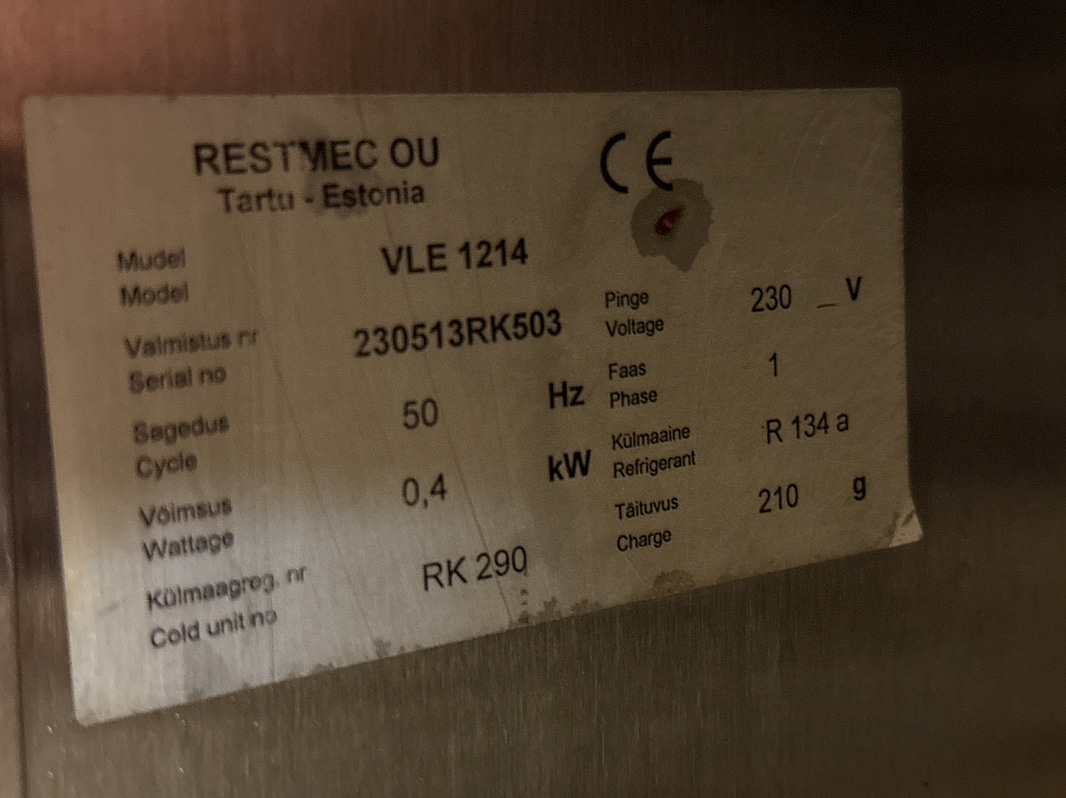 RESTMEC OU
Tartu - Estonia
CE
Mudel
Model
VLE 1214
Valmistus nr
Serial no
230513RK503
Sagedus
Cycle
50 Hz
Võimsus
Wattage
0,4 kW
Külmaagreg. nr
Cold unit no
RK 290
Pinge
Voltage
230 _ V
Faas
Phase
1
Külmaaine
Refrigerant
R 134 a
Täituvus
Charge
210 g